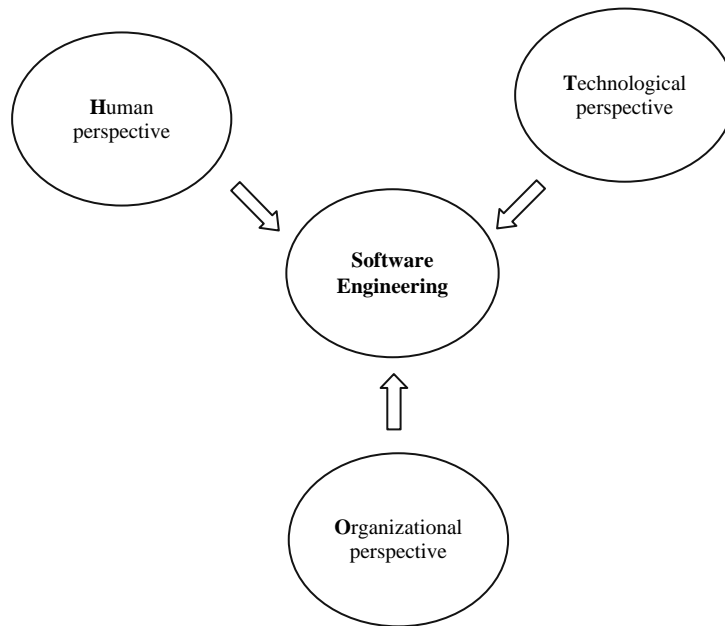 Human
perspective
Technological
perspective
Software
Engineering
Organizational
perspective